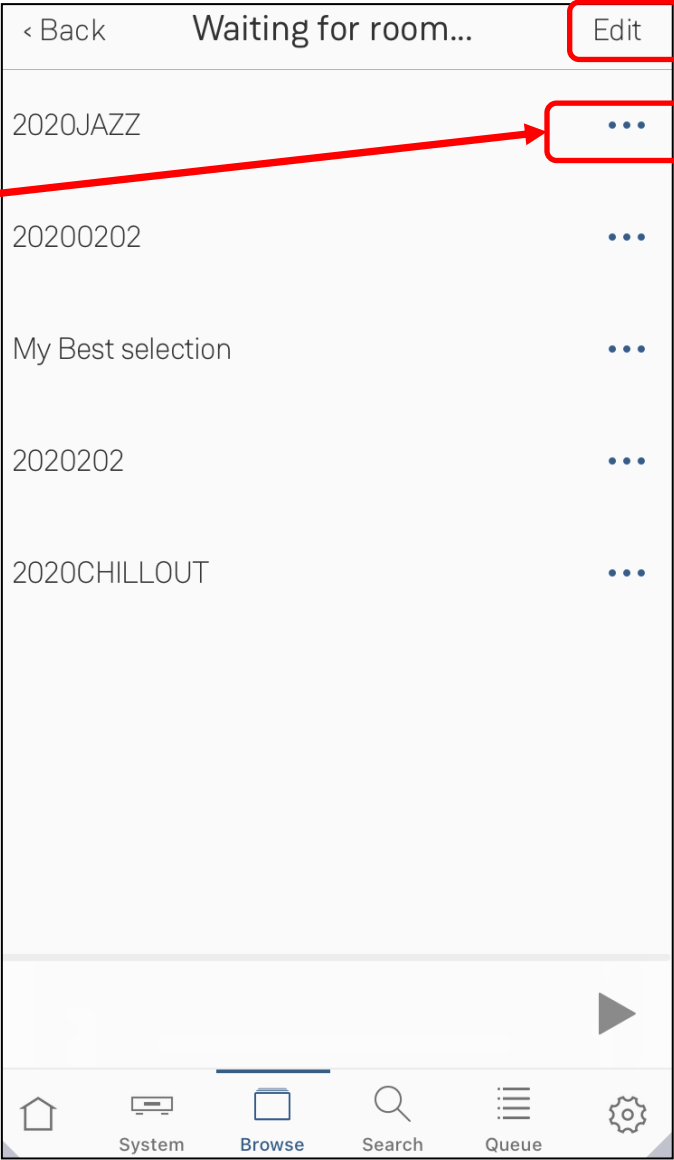 ‹ Back Waiting for room... Edit
2020JAZZ
20200202
My Best selection
2020202
2020CHILLOUT
System Browse Search Queue